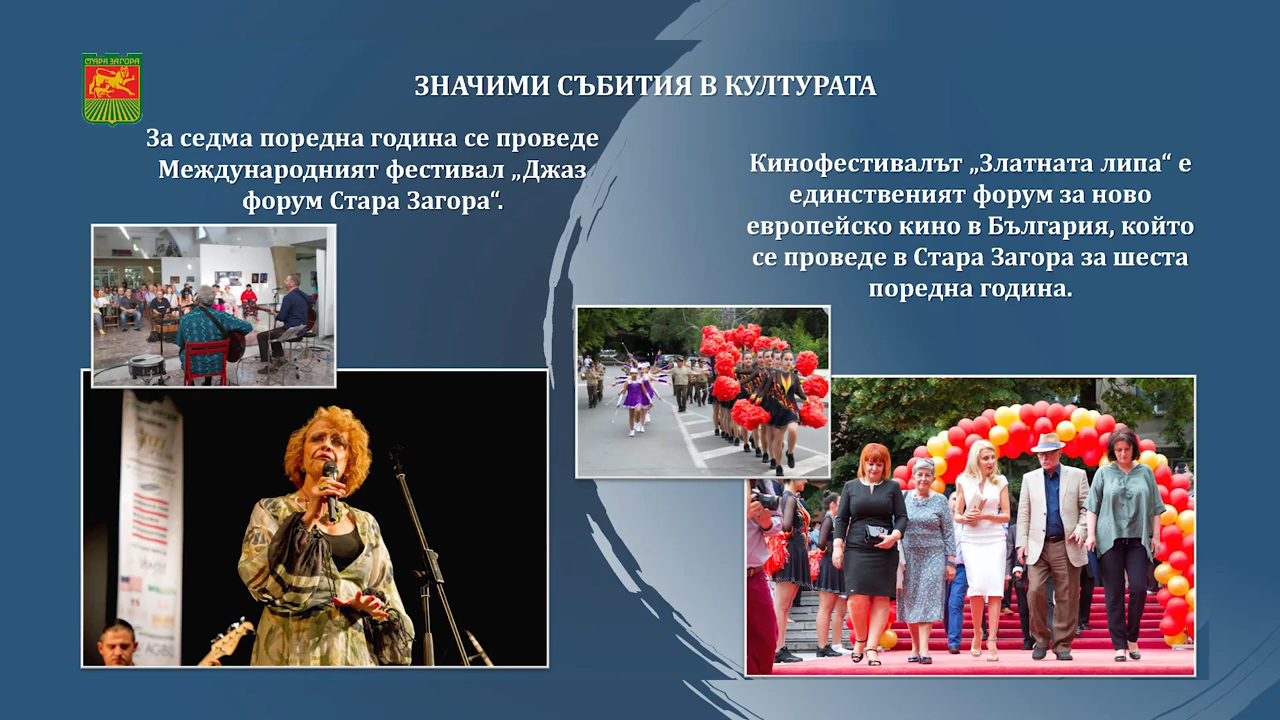 СТАРА ЗАГОРА
ЗНАЧИМИ СЪБИТИЯ В КУЛТУРАТА
За седма поредна година се проведе
Международният фестивал „Джаз
форум Стара Загора“.
Кинофестивалът „Златната липа“ е
единственият форум за ново
европейско кино в България, който
се проведе в Стара Загора за шеста
поредна година.